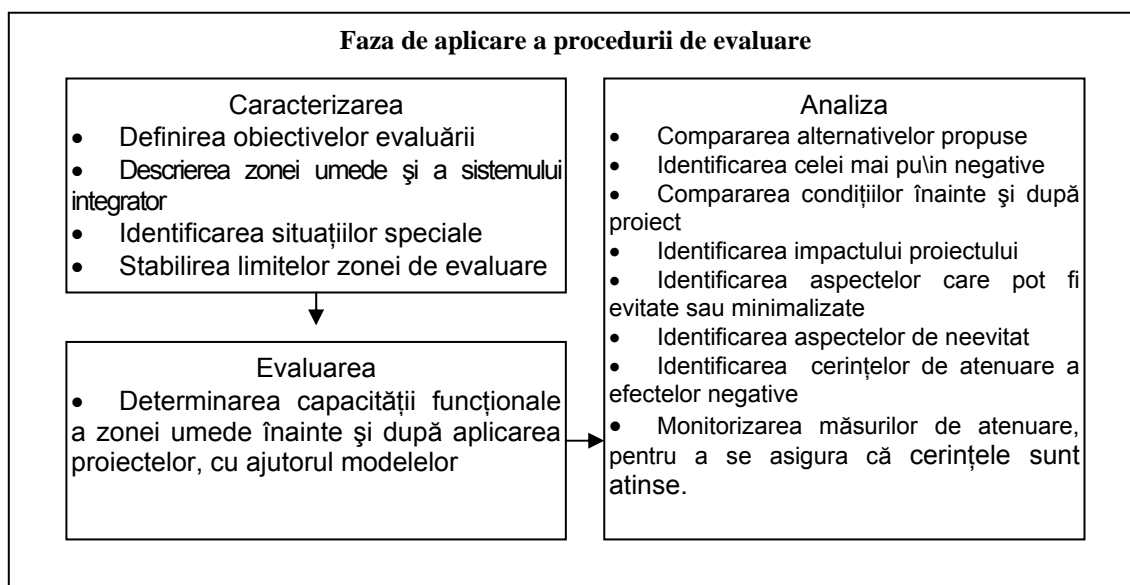 Faza de aplicare a procedurii de evaluare
Caracterizarea
• Definirea obiectivelor evaluării
• Descrierea zonei umede şi a sistemului
integrator
• Identificarea situațiilor speciale
• Stabilirea limitelor zonei de evaluare
Evaluarea
• Determinarea capacității funcționale
a zonei umede înainte şi după aplicarea
proiectelor, cu ajutorul modelelor
Analiza
• Compararea alternativelor propuse
• Identificarea celei mai pu\in negative
• Compararea condițiilor înainte şi după
proiect
• Identificarea impactului proiectului
• Identificarea aspectelor care pot fi
evitate sau minimalizate
• Identificarea aspectelor de neevitat
• Identificarea cerințelor de atenuare a
efectelor negative
• Monitorizarea măsurilor de atenuare,
pentru a se asigura că cerințele sunt
atinse.